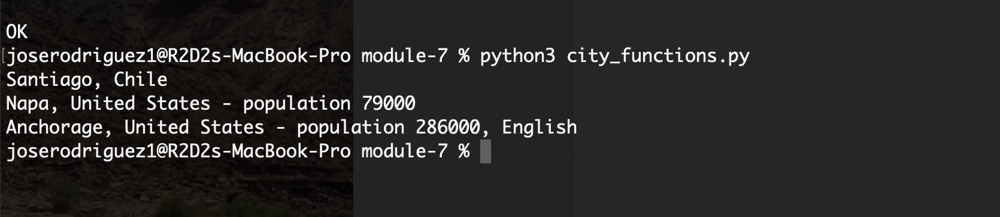 OK
[joserodriguez1@R2D2s-MacBook-Pro module-7 % python3 city_functions.py
Santiago, Chile
Napa, United States - population 79000
Anchorage, United States - population 286000, English
joserodriguez1@R2D2s-MacBook-Pro module-7 %